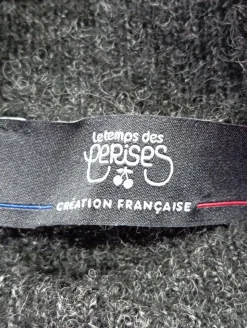 le temps des
CERISES
CRÉATION FRANÇAISE